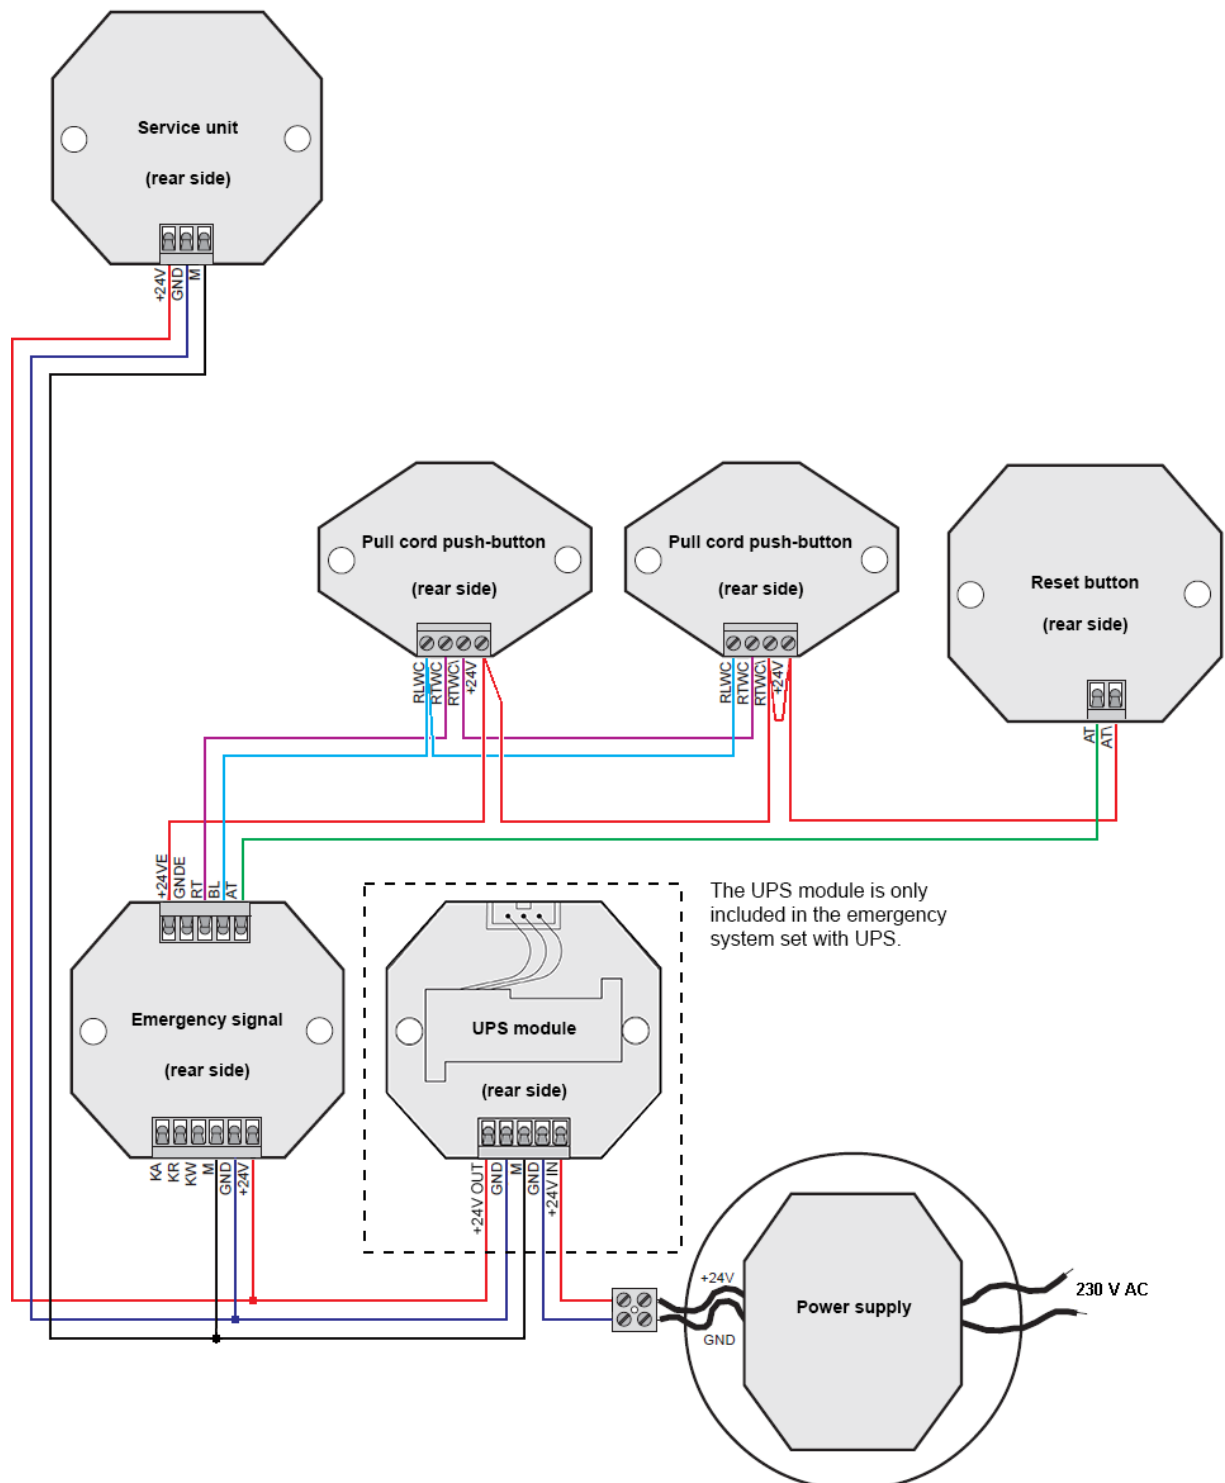 Service unit
(rear side)
+24V
GND
M
Pull cord push-button
(rear side)
RLWC
RTWC
RTWC\
+24V
Pull cord push-button
(rear side)
RLWC
RTWC
RTWC\
+24V
Reset button
(rear side)
AT
AT\
+24VE
GNDE
RT
BL
AT
Emergency signal
(rear side)
KA
KR
KW
M
GND
+24V
The UPS module is only
included in the emergency
system set with UPS.
UPS module
(rear side)
+24V OUT
GND
M
GND
+24V IN
+24V
GND
Power supply
230 V AC